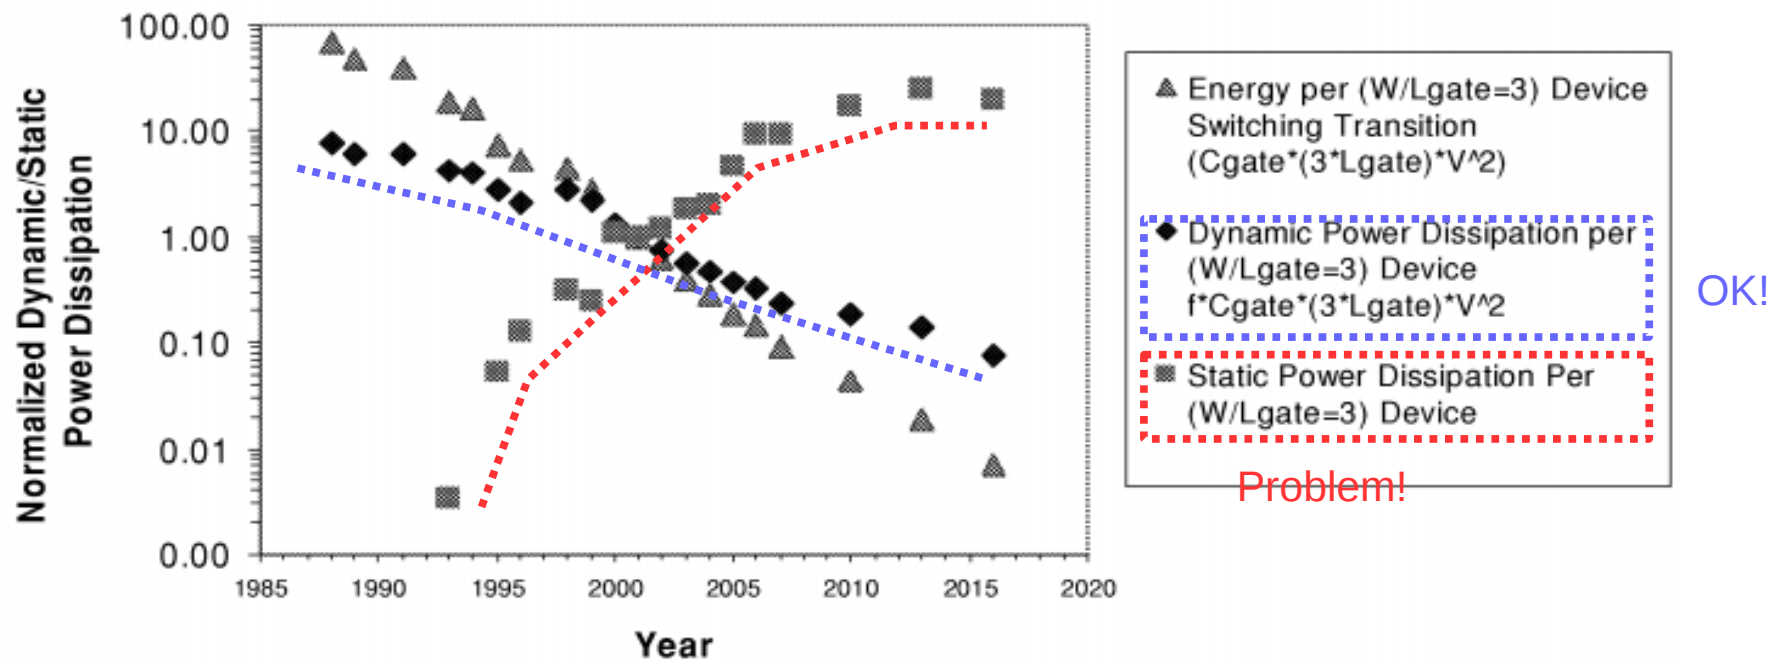 Normalized Dynamic/Static
Power Dissipation
100.00
10.00
1.00
0.10
0.01
0.00
1985 1990 1995 2000 2005 2010 2015 2020
Year
Energy per (W/Lgate=3) Device
Switching Transition
(Cgate*(3*Lgate)*V^2)
Dynamic Power Dissipation per
(W/Lgate=3) Device
f*Cgate*(3*Lgate)*V^2
Static Power Dissipation Per
(W/Lgate=3) Device
OK!
Problem!